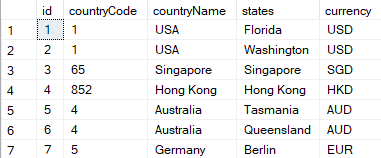 id countryCode countryName states currency
1 1 1 USA Florida USD
2 2 1 USA Washington USD
3 3 65 Singapore Singapore SGD
4 4 852 Hong Kong Hong Kong HKD
5 5 4 Australia Tasmania AUD
6 6 4 Australia Queensland AUD
7 7 5 Germany Berlin EUR